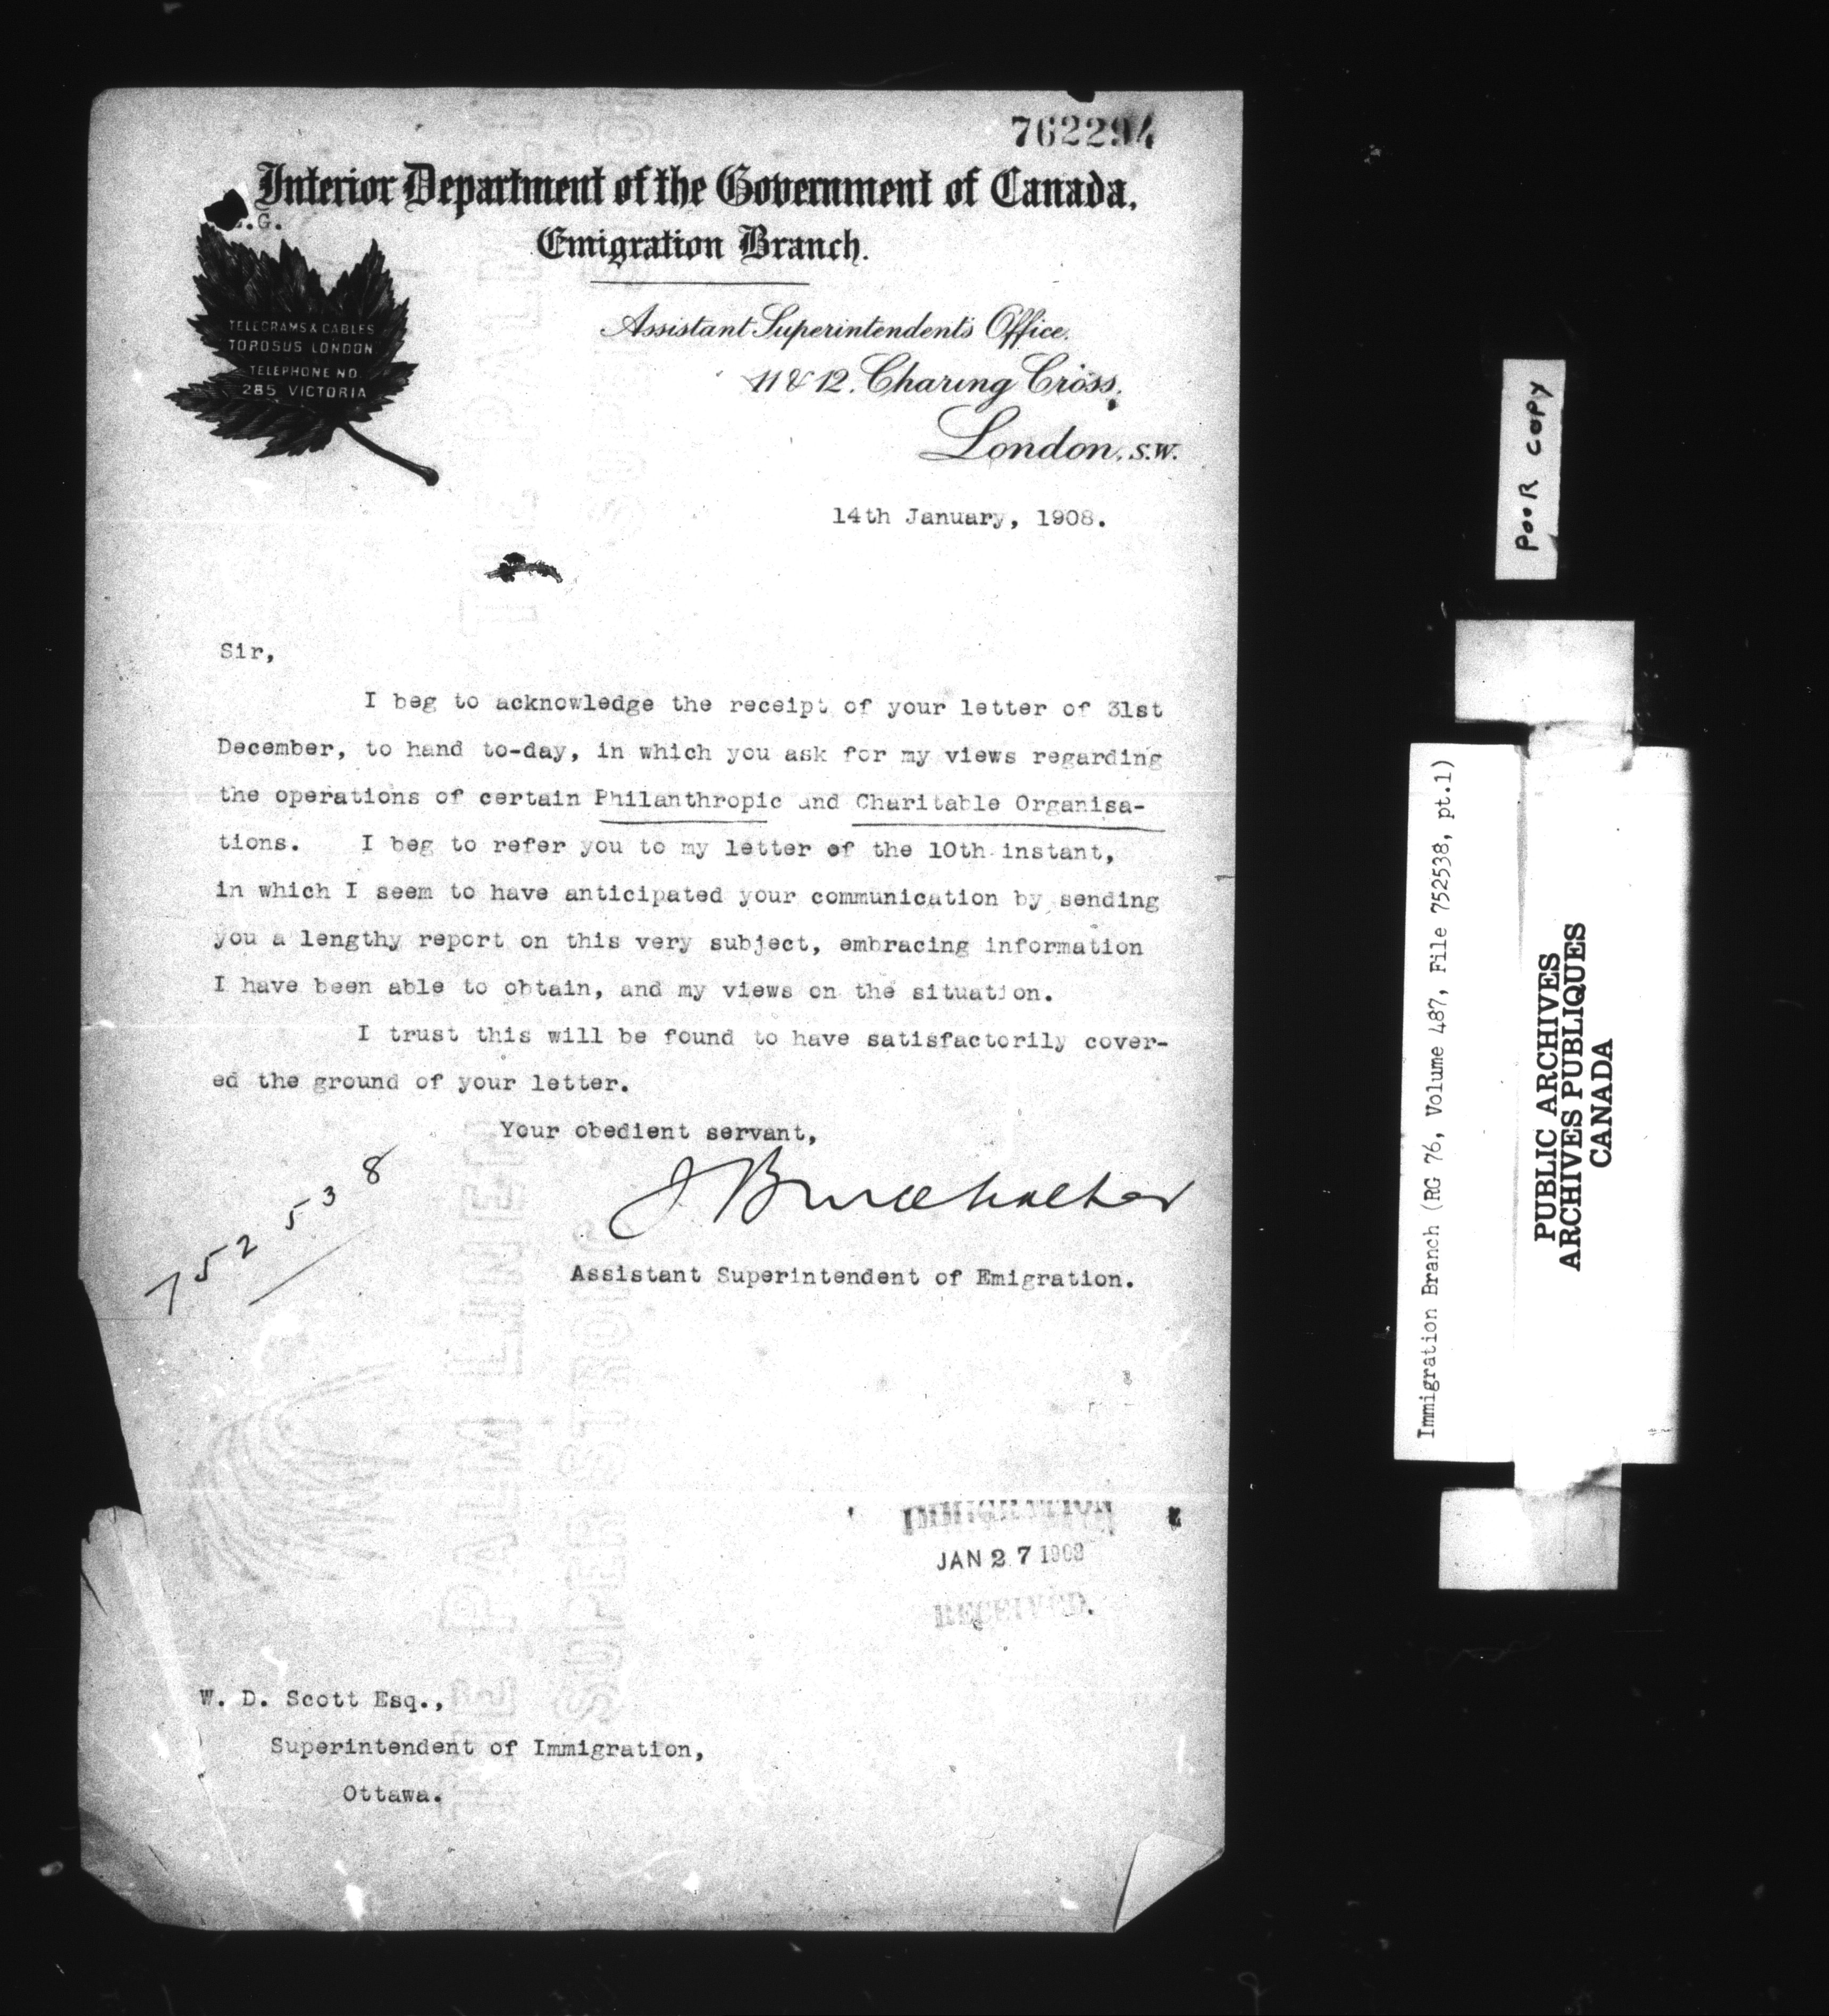 762294
Interior Department of the Government of Canada.
Emigration Branch.
G.
TELEGRAMS & CABLES
TOROSUS LONDON
TELEPHONE NO.
285 VICTORIA
Assistant Superintendent's Office.
11 & 12. Charing Cross,
London, S.W.
14th January, 1908.
Sir,
I beg to acknowledge the receipt of your letter of 31st
December, to hand to-day, in which you ask for my views regarding
the operations of certain Philanthropic and Charitable Organisa-
tions. I beg to refer you to my letter of the 10th instant,
in which I seem to have anticipated your communication by sending
you a lengthy report on this very subject, embracing information
I have been able to obtain, and my views on the situation.
I trust this will be found to have satisfactorily cover-
ed the ground of your letter.
Your obedient servant,
J Bruce Walker
Assistant Superintendent of Emigration.
752538
IMMIGRATION
JAN 27 1908
RECEIVED.
W. D. Scott Esq.,
Superintendent of Immigration,
Ottawa.
POOR COPY
Immigration Branch (RG 76, Volume 487, File 752538, pt.1)
PUBLIC ARCHIVES
ARCHIVES PUBLIQUES
CANADA